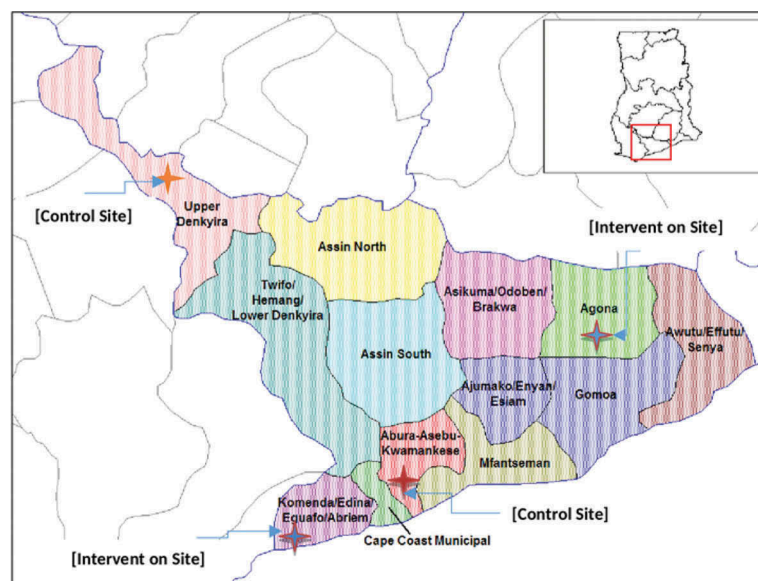 [Control Site]
Upper
Denkyira
[Intervent on Site]
Assin North
Twifo/
Hemang/
Lower Denkyira
Asikuma/Odoben/
Brakwa
Agona
Awutu/Effutu/
Senya
Assin South
Ajumako/Enyan/
Esiam
Gomoa
Abura-Asebu-
Kwamankese
Mfantseman
Komenda/Edina/
Eguafo/Abriem
[Control Site]
Cape Coast Municipal
[Intervent on Site]